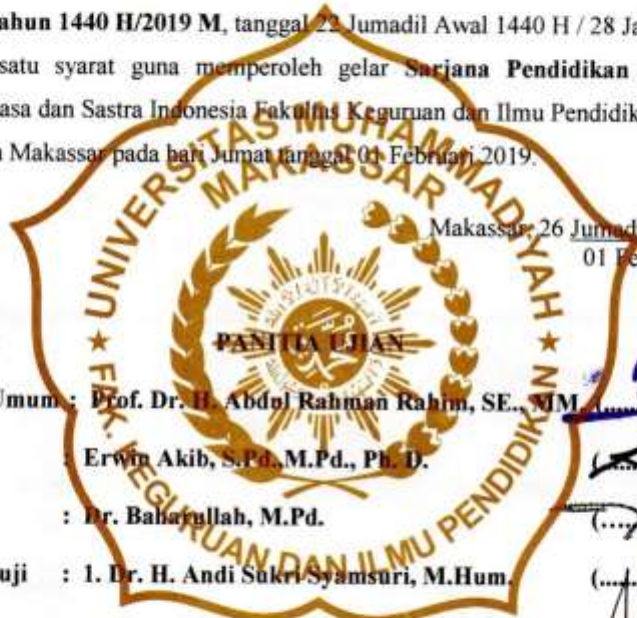 ahun 1440 H/2019 M, tanggal 22 Jumadil Awal 1440 H / 28 Ja
satu syarat guna memperoleh gelar Sarjana Pendidikan
asa dan Sastra Indonesia Fakultas Keguruan dan Ilmu Pendidik
Makassar pada hari Jumat tanggal 01 Februari 2019.
Makassar, 26 Jumad
01 Fe
UNIVERSITAS MUHAMMADIYAH
MAKASSAR
PANITIA UJIAN
Umum : Prof. Dr. H. Abdul Rahman Rahim, SE., MM. (.....
: Erwin Akib, S.Pd.,M.Pd., Ph. D. (.....
: Dr. Baharullah, M.Pd. (.....
uji : 1. Dr. H. Andi Sukri Syamsuri, M.Hum. (.....
FAK. KEGURUAN DAN ILMU PENDIDIKAN